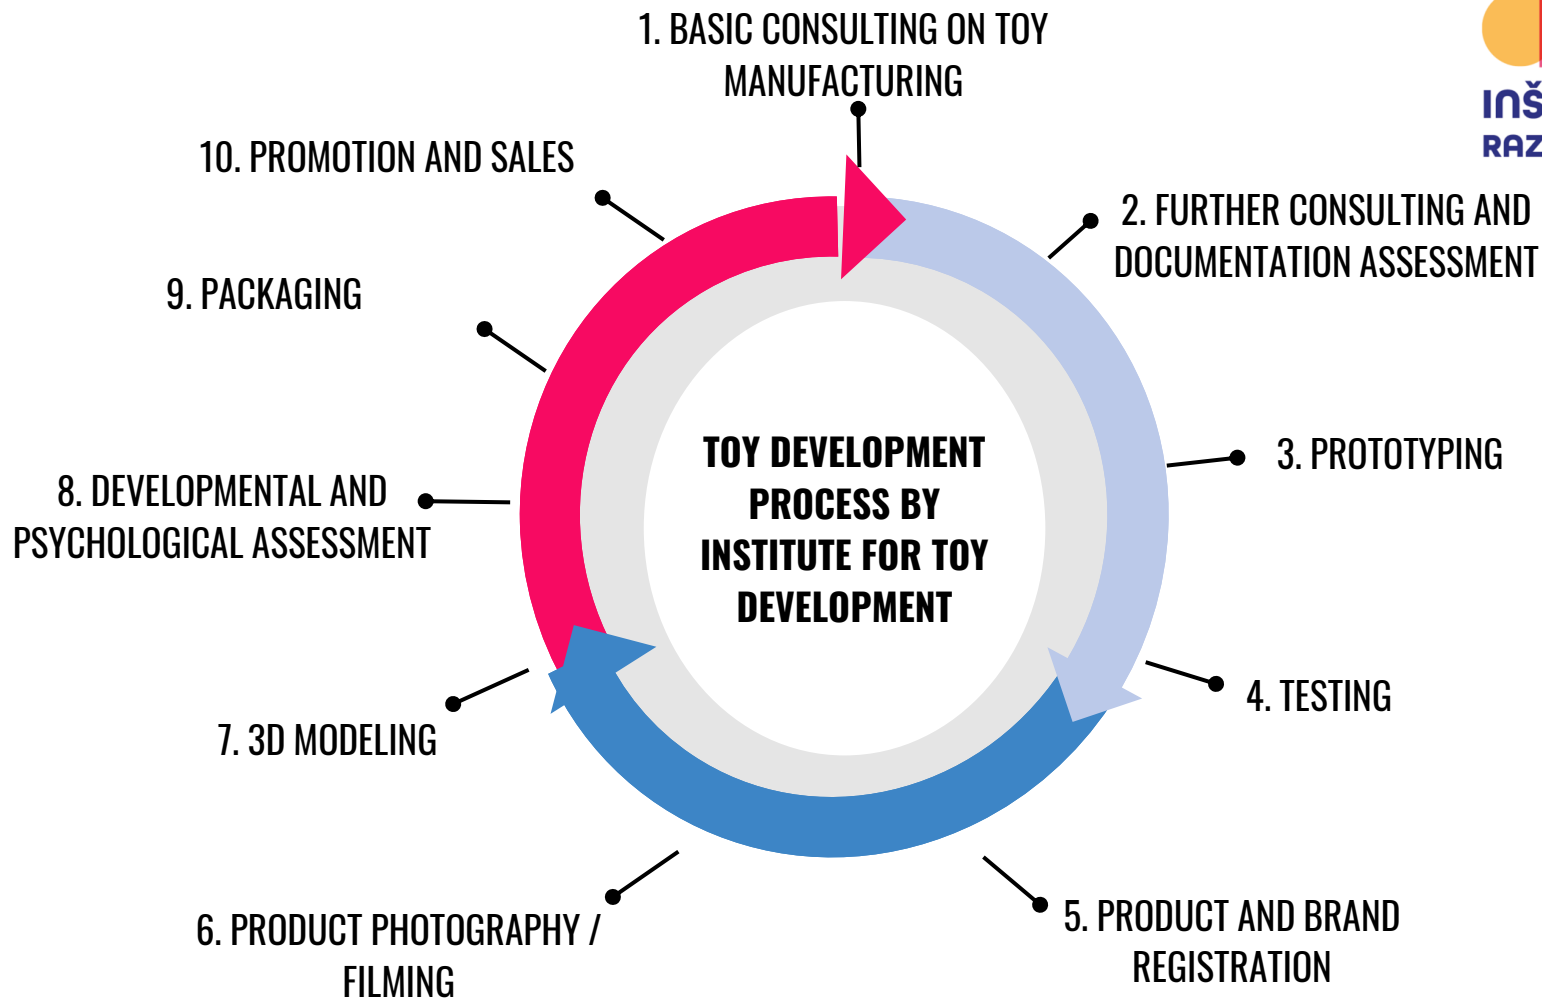 1. BASIC CONSULTING ON TOY
MANUFACTURING
2. FURTHER CONSULTING AND
DOCUMENTATION ASSESSMENT
3. PROTOTYPING
4. TESTING
5. PRODUCT AND BRAND
REGISTRATION
6. PRODUCT PHOTOGRAPHY /
FILMING
7. 3D MODELING
8. DEVELOPMENTAL AND
PSYCHOLOGICAL ASSESSMENT
9. PACKAGING
10. PROMOTION AND SALES
TOY DEVELOPMENT
PROCESS BY
INSTITUTE FOR TOY
DEVELOPMENT
INŠ
RAZ